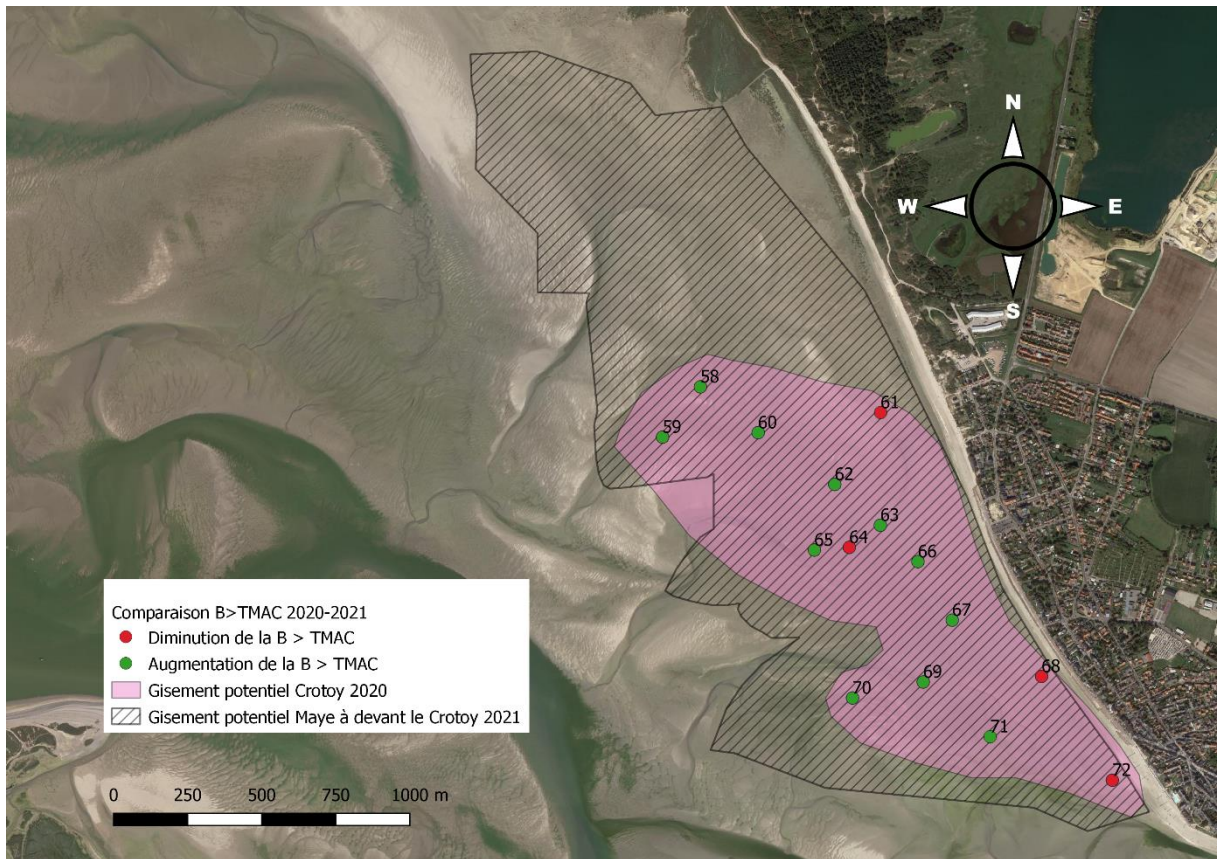 N
W
E
S
58
61
59
60
62
63
65
64
66
67
68
69
70
71
72
Comparaison B>TMAC 2020-2021
Diminution de la B > TMAC
Augmentation de la B > TMAC
Gisement potentiel Crotoy 2020
Gisement potentiel Maye à devant le Crotoy 2021
0 250 500 750 1000 m